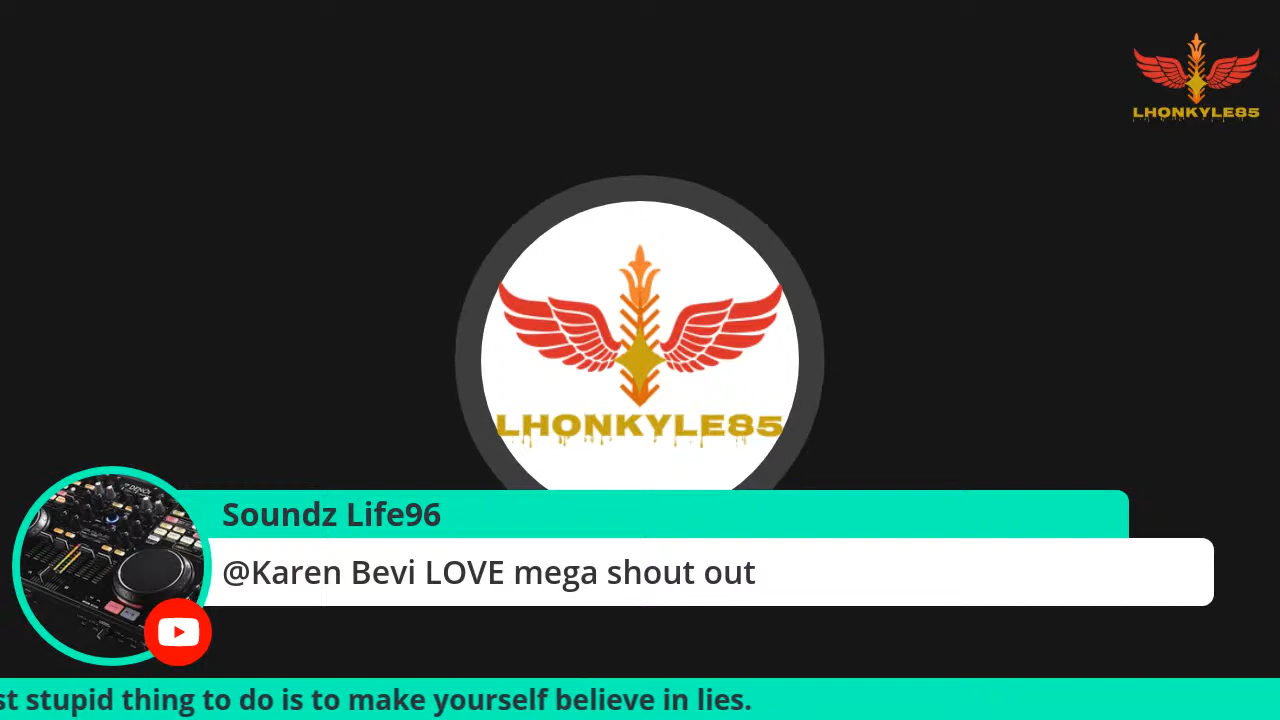 LHONKYLE85
LHONKYLE85
Soundz Life96
@Karen Bevi LOVE mega shout out
stupid thing to do is to make yourself believe in lies.